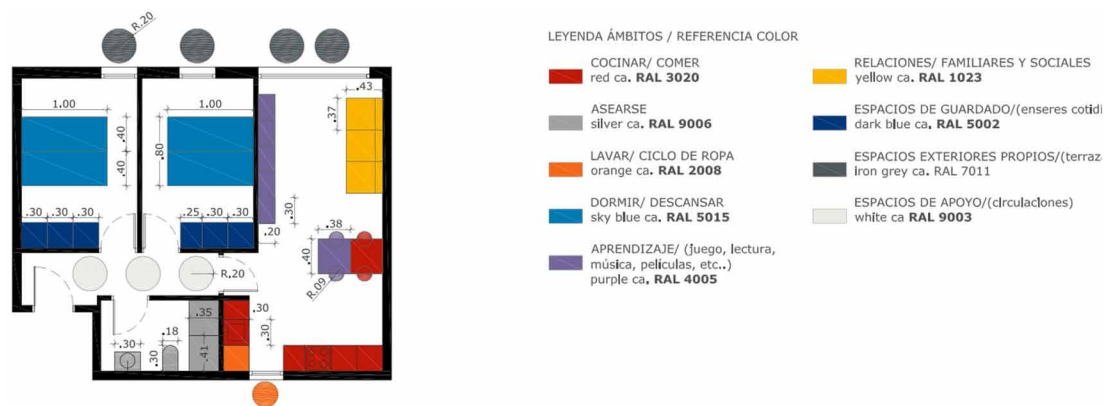 R.20
1.00
1.00
.43
.37
.40
.40
.80
.30 .30 .30
.25 .30 .30
.30
.20
.38
.40
R.20
R.09
.35
.30
.30
.18
.30
.30
.41
LEYENDA ÁMBITOS / REFERENCIA COLOR
COCINAR/ COMER
red ca. RAL 3020
ASEARSE
silver ca. RAL 9006
LAVAR/ CICLO DE ROPA
orange ca. RAL 2008
DORMIR/ DESCANSAR
sky blue ca. RAL 5015
APRENDIZAJE/ (juego, lectura,
música, películas, etc..)
purple ca. RAL 4005
RELACIONES/ FAMILIARES Y SOCIALES
yellow ca. RAL 1023
ESPACIOS DE GUARDADO/(enseres cotidi
dark blue ca. RAL 5002
ESPACIOS EXTERIORES PROPIOS/(terraz
iron grey ca. RAL 7011
ESPACIOS DE APOYO/(circulaciones)
white ca RAL 9003